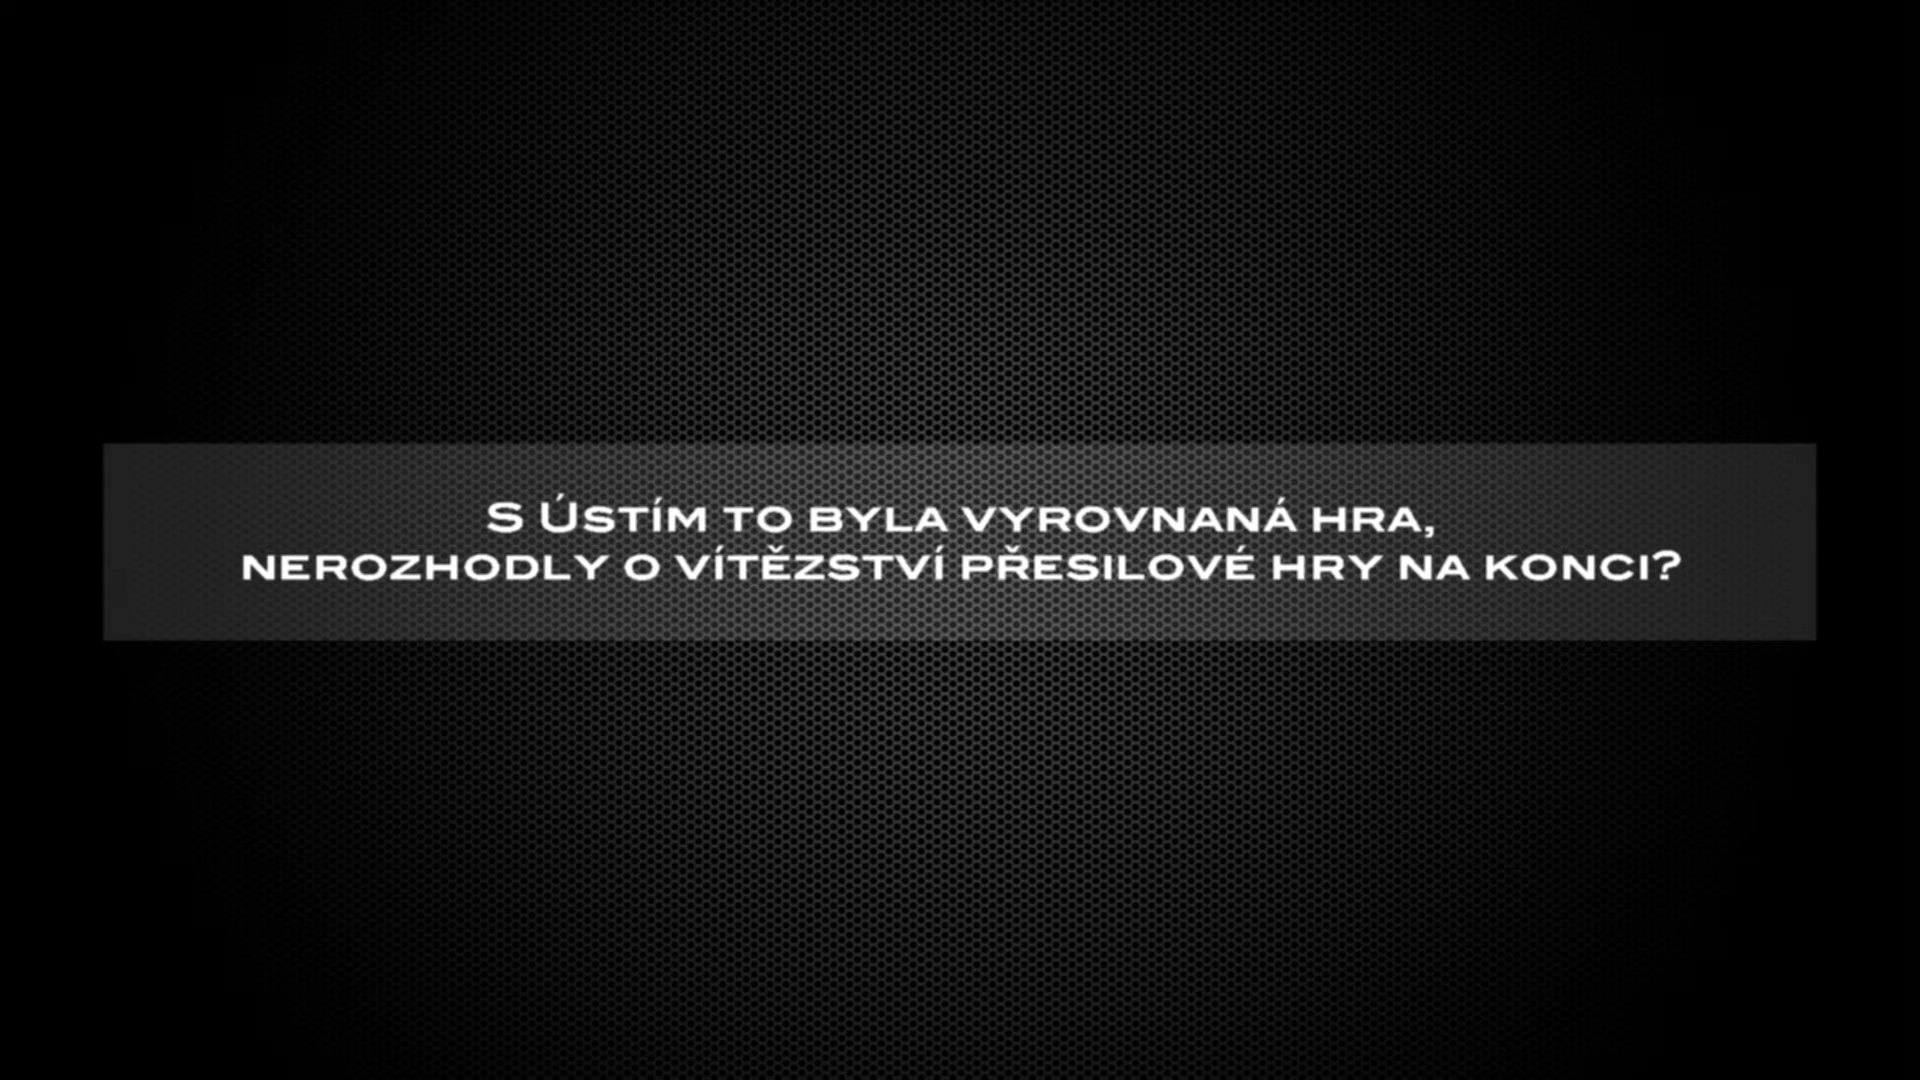 S Ústím to byla vyrovnaná hra,
nerozhodly o vítězství přesilové hry na konci?